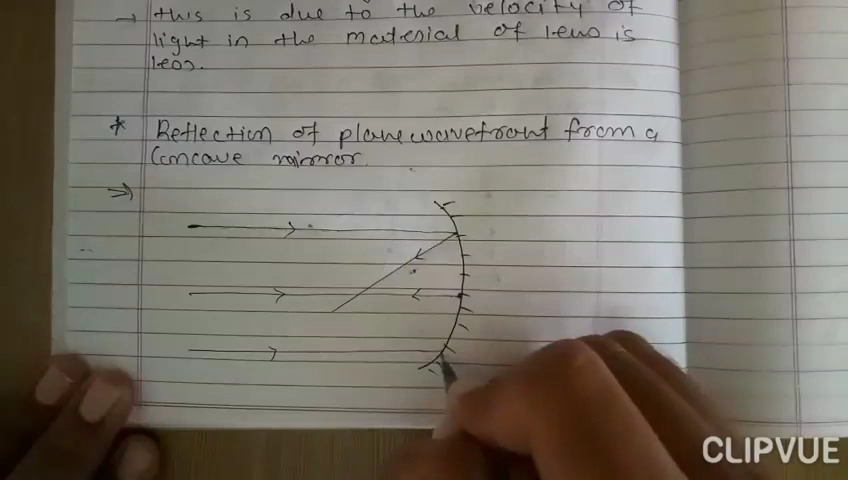 → this is due to the velocity of
light in the material of lens is
less.
* Reflection of plane wavefront from a
Concave mirror.
⇒
CLIPVUE